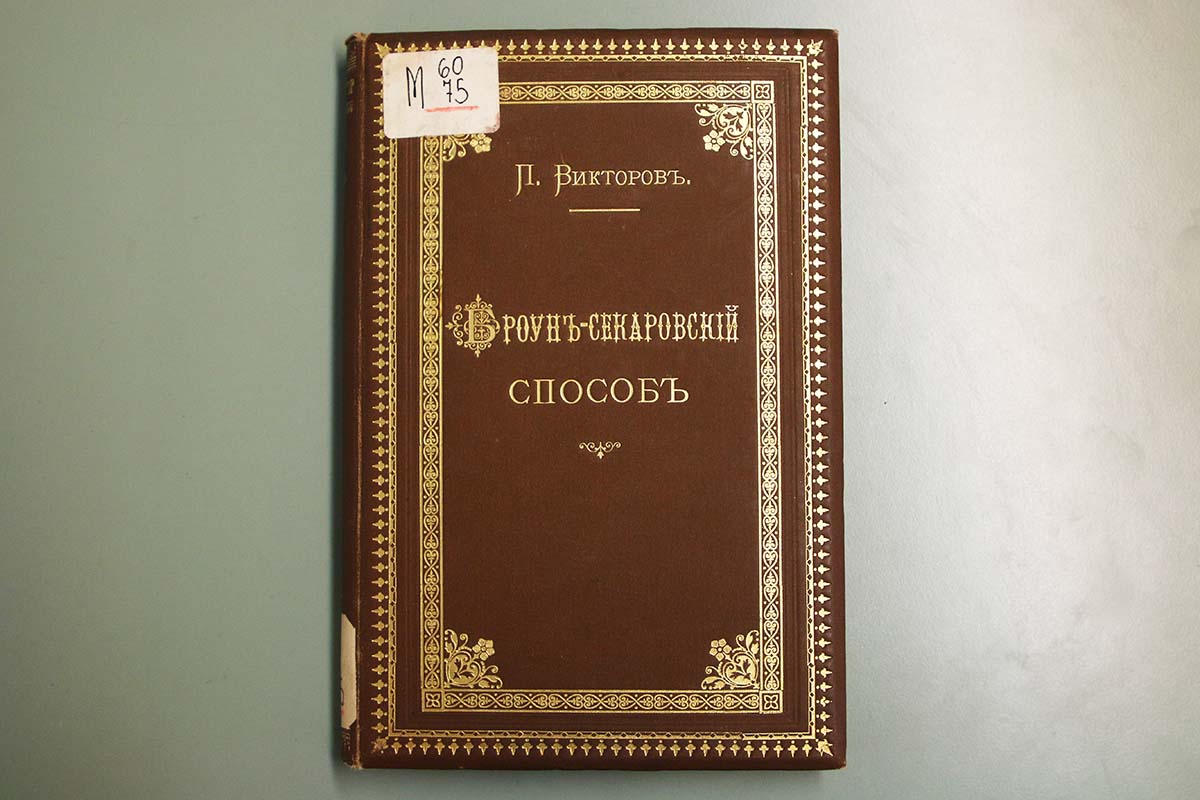 М 60
75
П. Викторовъ.
Броунъ-секаровскій
способъ